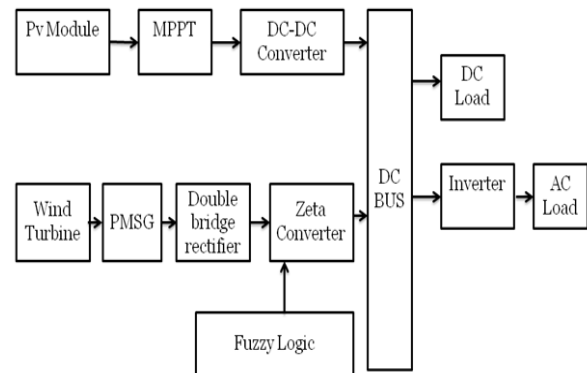 Pv Module
MPPT
DC-DC
Converter
DC
Load
DC
BUS
Wind
Turbine
PMSG
Double
bridge
rectifier
Zeta
Converter
Inverter
AC
Load
Fuzzy Logic